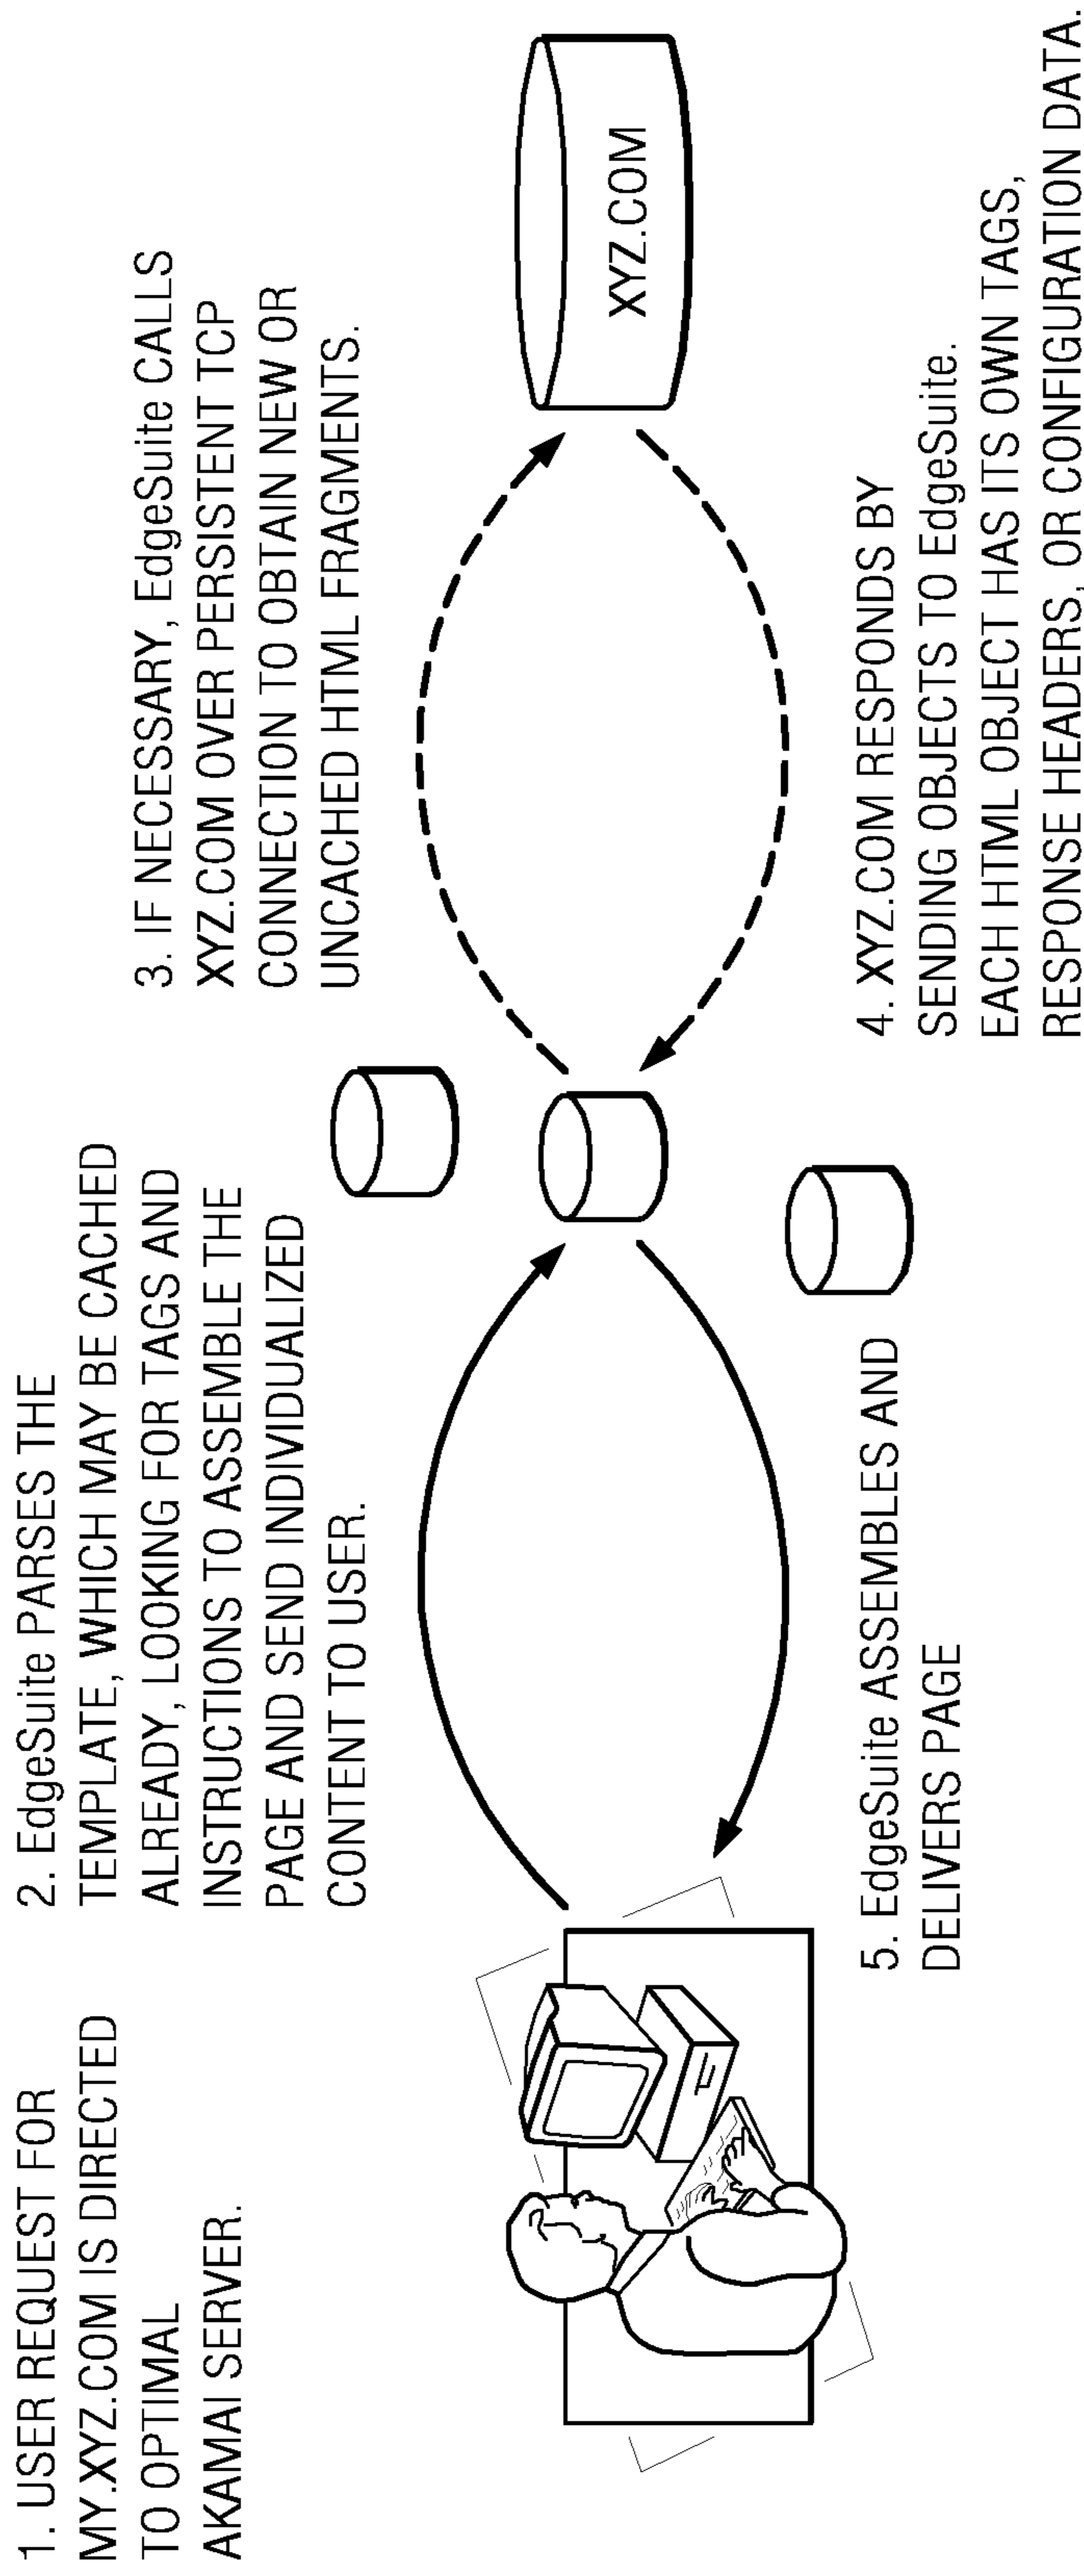 1. USER REQUEST FOR
MY.XYZ.COM IS DIRECTED
TO OPTIMAL
AKAMAI SERVER.
2. EdgeSuite PARSES THE
TEMPLATE, WHICH MAY BE CACHED
ALREADY, LOOKING FOR TAGS AND
INSTRUCTIONS TO ASSEMBLE THE
PAGE AND SEND INDIVIDUALIZED
CONTENT TO USER.
3. IF NECESSARY, EdgeSuite CALLS
XYZ.COM OVER PERSISTENT TCP
CONNECTION TO OBTAIN NEW OR
UNCACHED HTML FRAGMENTS.
XYZ.COM
4. XYZ.COM RESPONDS BY
SENDING OBJECTS TO EdgeSuite.
EACH HTML OBJECT HAS ITS OWN TAGS,
RESPONSE HEADERS, OR CONFIGURATION DATA.
5. EdgeSuite ASSEMBLES AND
DELIVERS PAGE